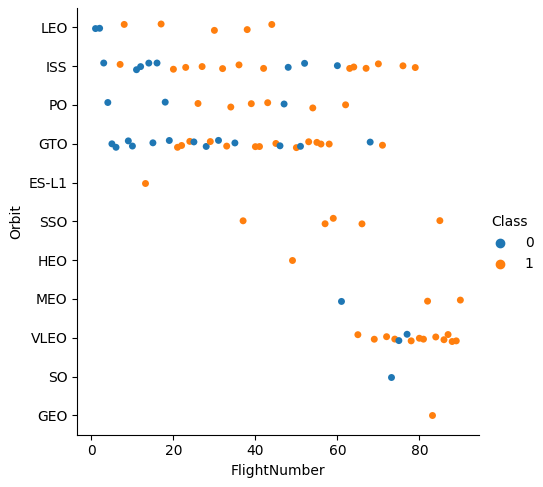 LEO
ISS
PO
GTO
ES-L1
SSO
HEO
MEO
VLEO
SO
GEO
Orbit
0 20 40 60 80
FlightNumber
Class
0
1